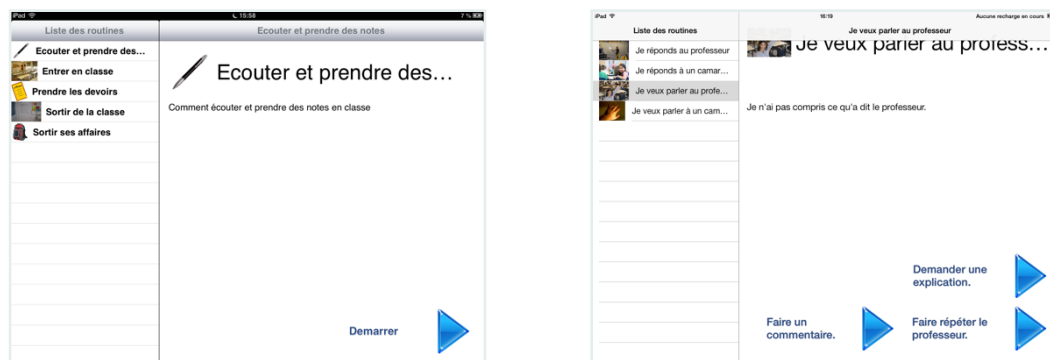 iPad 15:58 7 %
Liste des routines Ecouter et prendre des notes
Ecouter et prendre des...
Entrer en classe
Prendre les devoirs
Sortir de la classe
Sortir ses affaires
Ecouter et prendre des...
Comment écouter et prendre des notes en classe
Demarrer
iPad 16:19 Aucune recharge en cours
Liste des routines Je veux parler au professeur
Je réponds au professeur
Je réponds à un camar...
Je veux parler au profe...
Je veux parler à un cam...
Je veux parler au profess...
Je n'ai pas compris ce qu'a dit le professeur.
Demander une
explication.
Faire un
commentaire.
Faire répéter le
professeur.